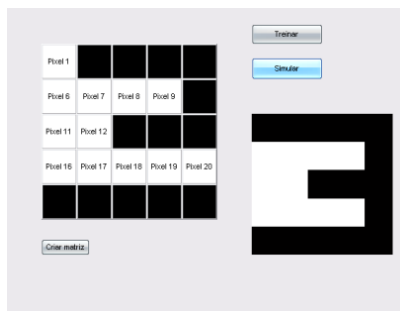 Treinar
Pixel 1
Simular
Pixel 6 Pixel 7 Pixel 8 Pixel 9
Pixel 11 Pixel 12
Pixel 16 Pixel 17 Pixel 18 Pixel 19 Pixel 20
Criar matriz